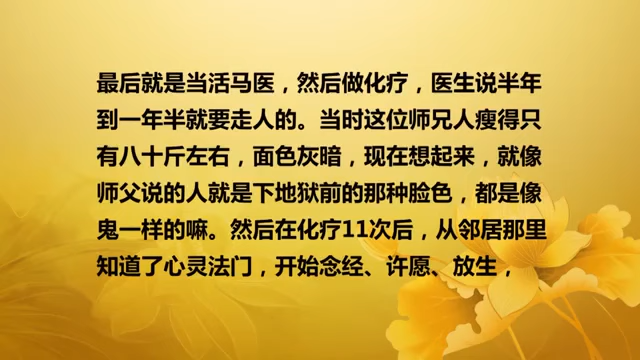 最后就是当活马医，然后做化疗，医生说半年
到一年半就要走人的。当时这位师兄人瘦得只
有八十斤左右，面色灰暗，现在想起来，就像
师父说的人就是下地狱前的那种脸色，都是像
鬼一样的嘛。然后在化疗11次后，从邻居那里
知道了心灵法门，开始念经、许愿、放生，